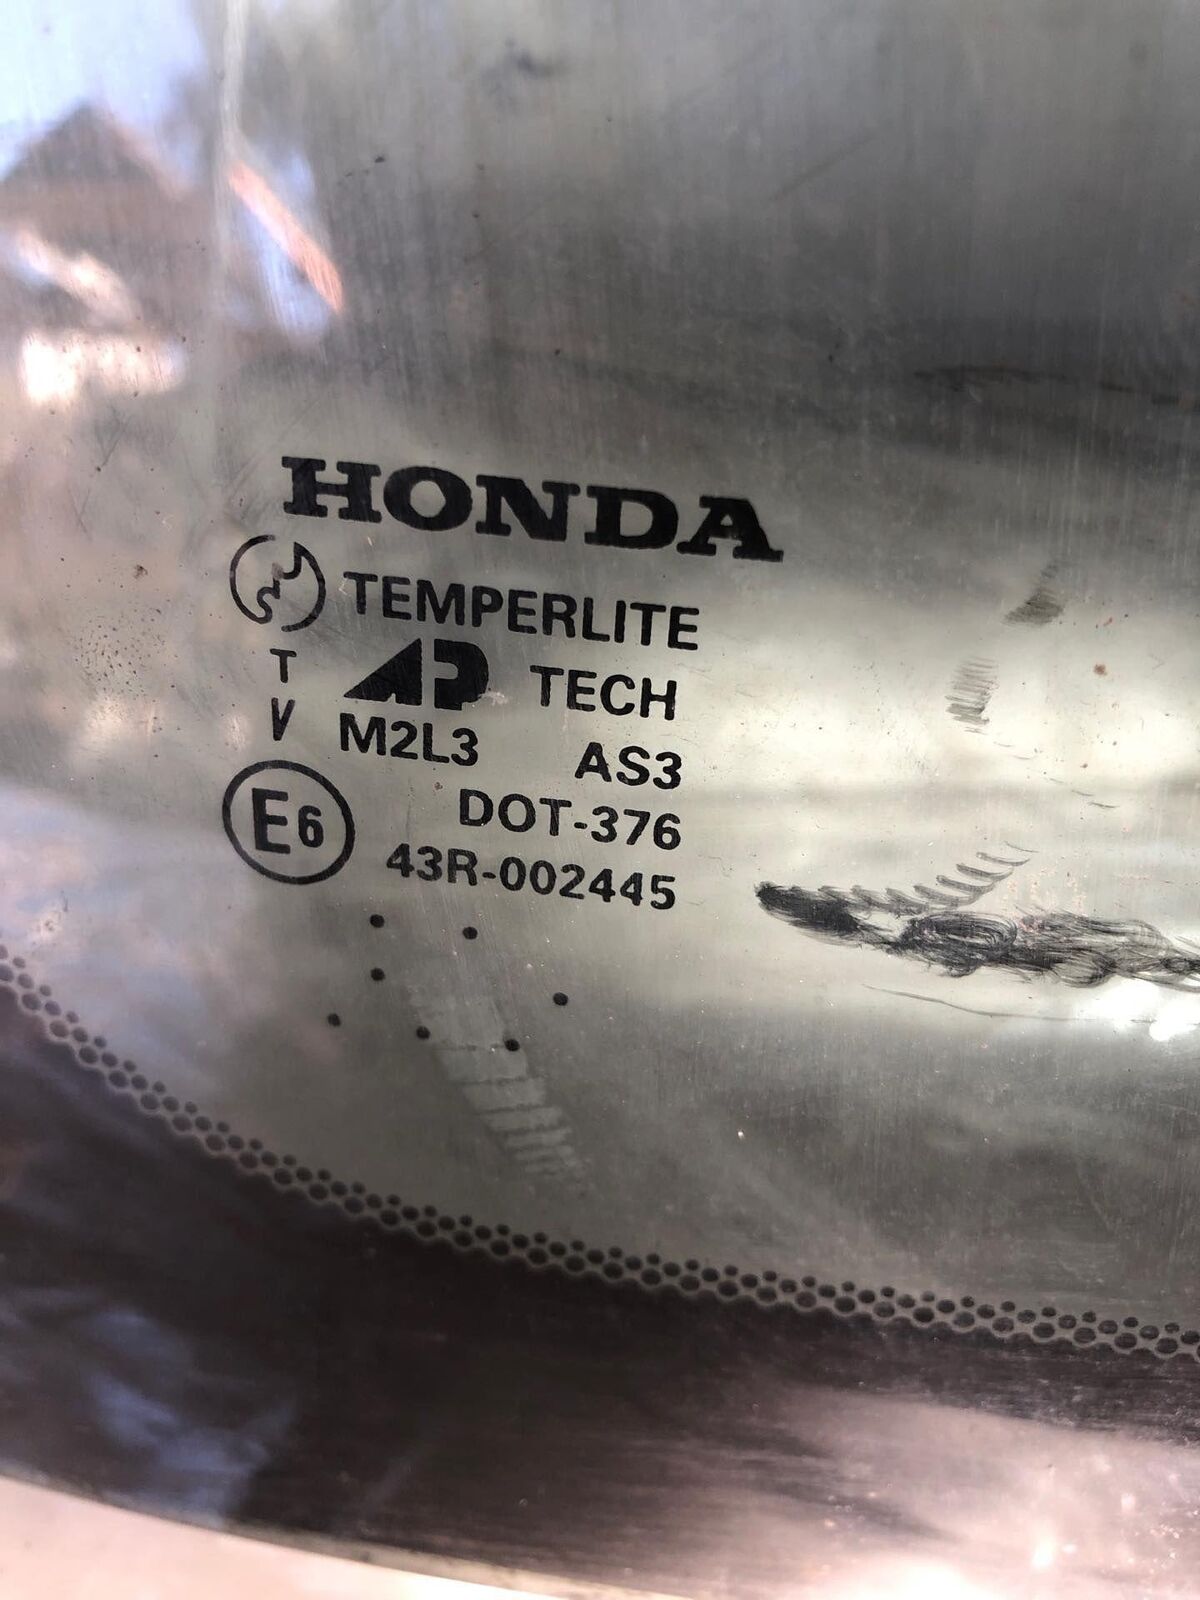 HONDA
TEMPERLITE
T AP TECH
V M2L3 AS3
E6 DOT-376
43R-002445